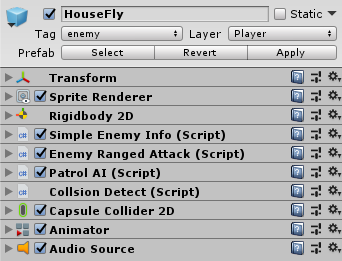 HouseFly Static
Tag enemy Layer Player
Prefab Select Revert Apply
Transform
Sprite Renderer
Rigidbody 2D
c# Simple Enemy Info (Script)
c# Enemy Ranged Attack (Script)
c# Patrol AI (Script)
c# Collsion Detect (Script)
Capsule Collider 2D
Animator
Audio Source